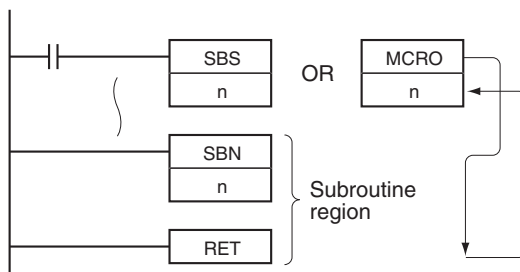 SBS
n
OR
MCRO
n
SBN
n
Subroutine
region
RET